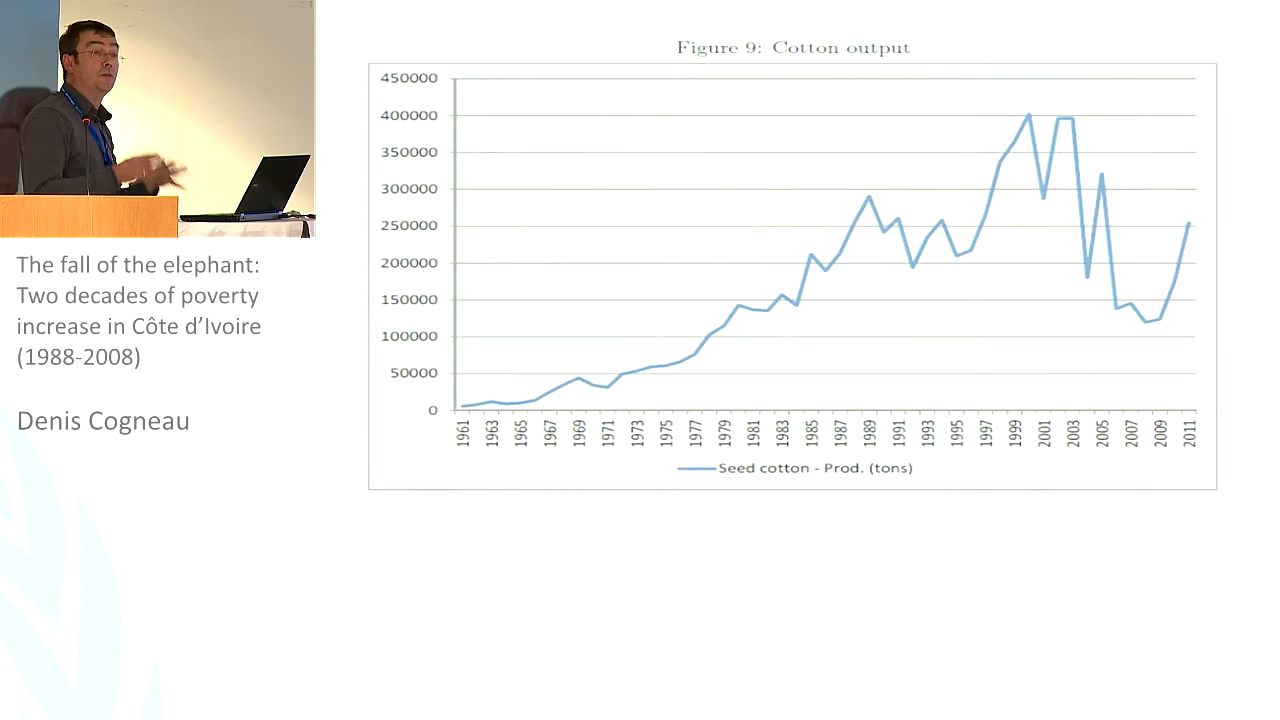 Figure 9: Cotton output
450000
400000
350000
300000
250000
200000
150000
100000
50000
0
1961 1963 1965 1967 1969 1971 1973 1975 1977 1979 1981 1983 1985 1987 1989 1991 1993 1995 1997 1999 2001 2003 2005 2007 2009 2011
Seed cotton - Prod. (tons)
The fall of the elephant:
Two decades of poverty
increase in Côte d’Ivoire
(1988-2008)
Denis Cogneau